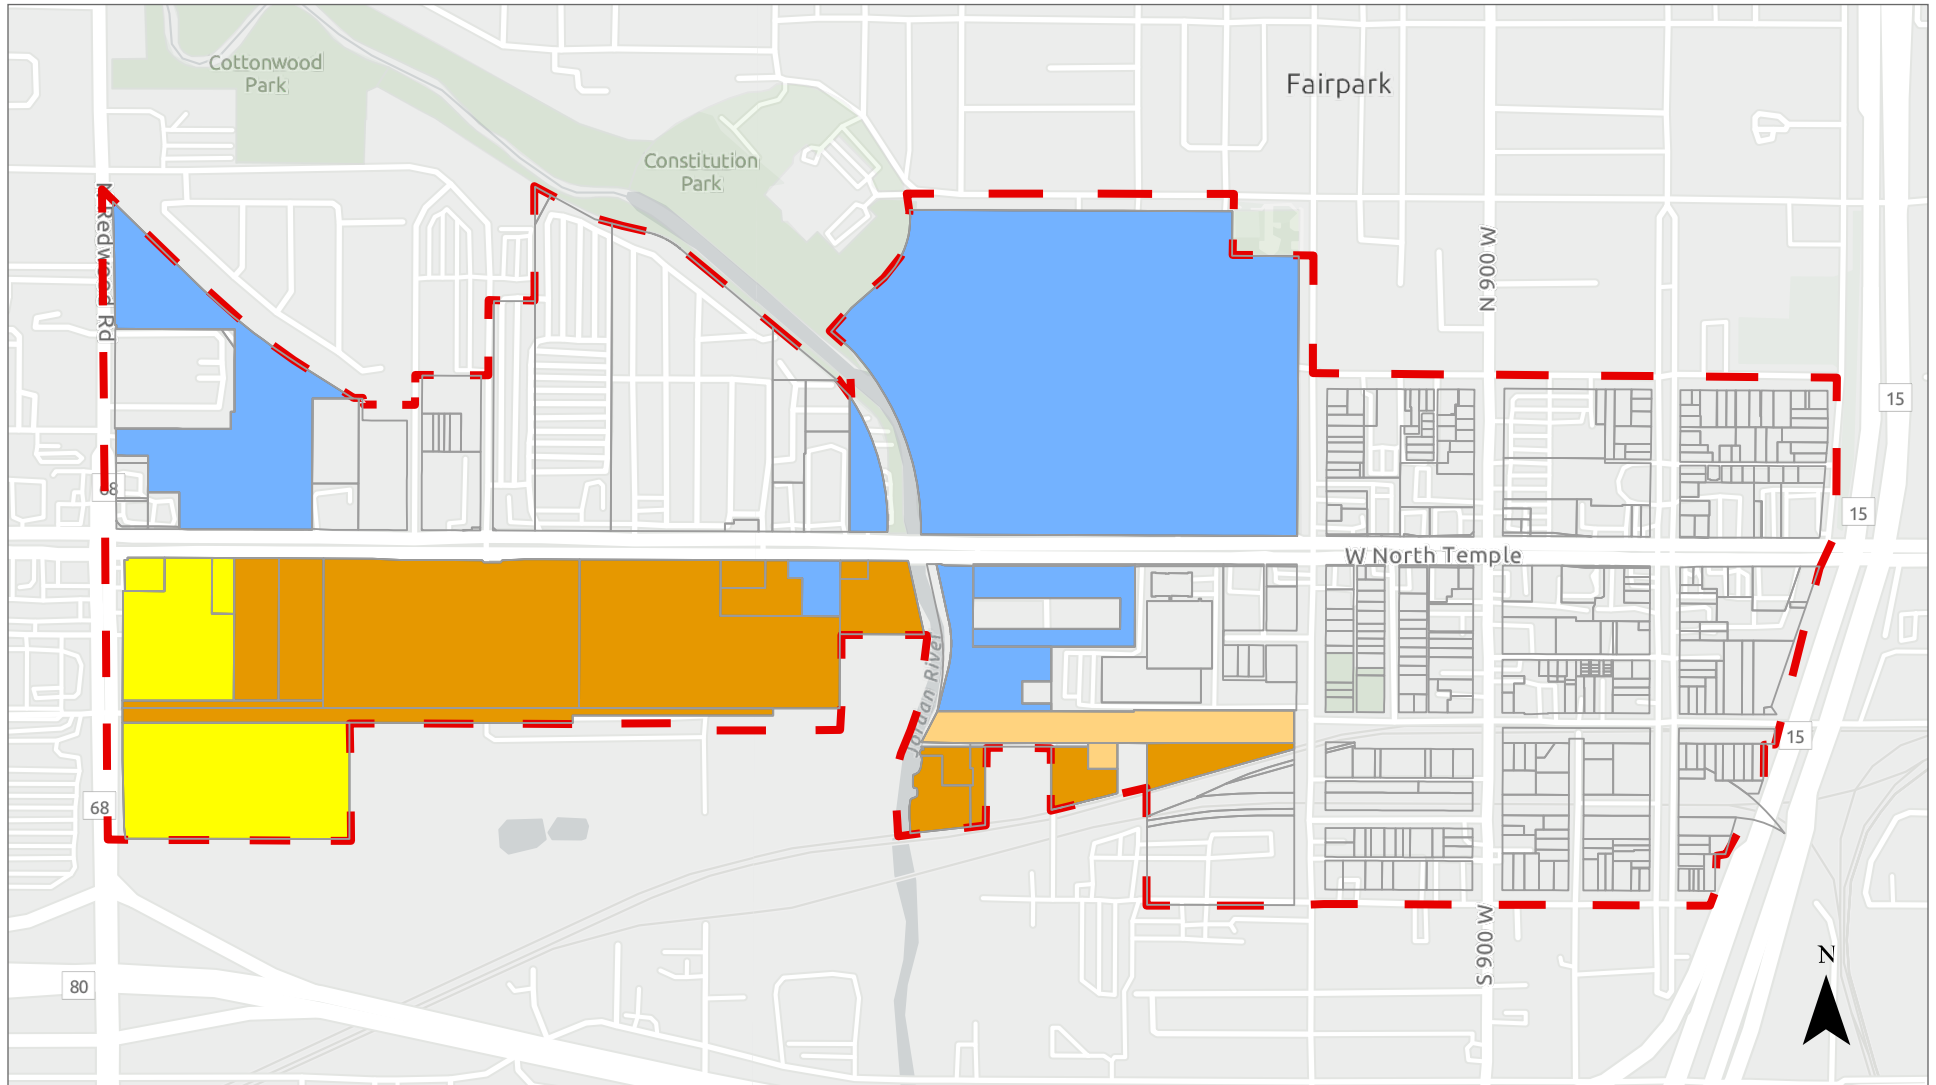 Cottonwood
Park
Fairpark
Constitution
Park
N Redwood Rd
N 900 W
15
68
15
W North Temple
Jordan River
15
68
S 900 W
N
80